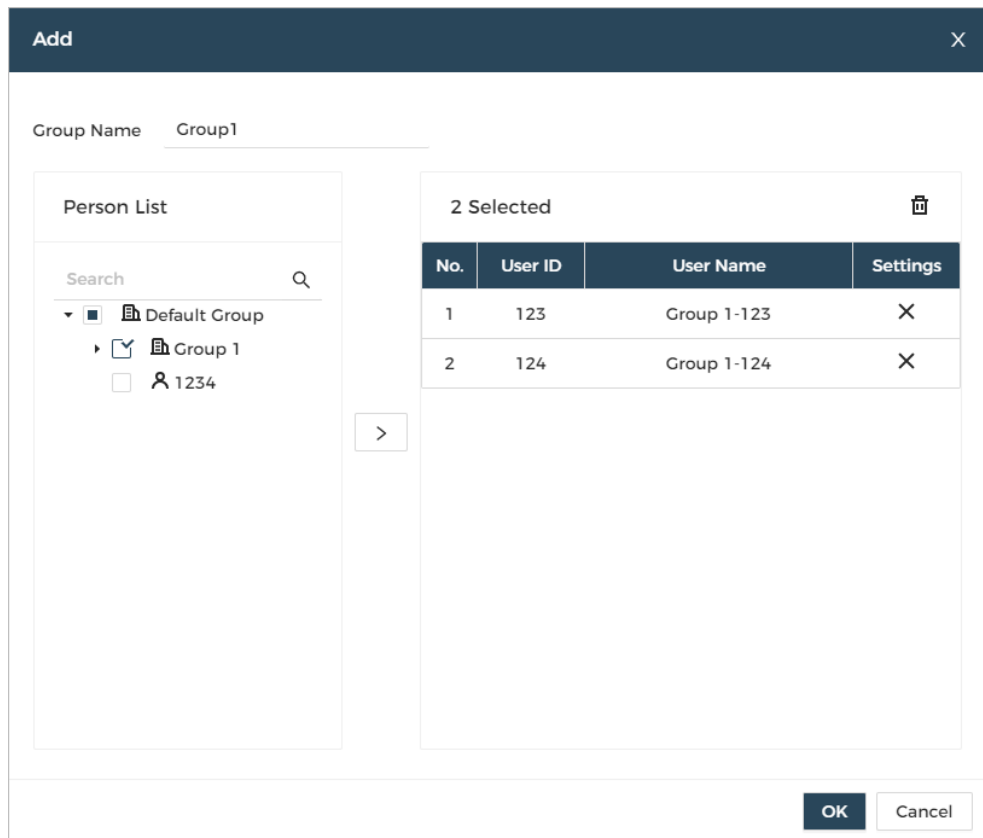 Add X
Group Name Group1
Person List
Search
Default Group
Group 1
1234
>
2 Selected
No. User ID User Name Settings
1 123 Group 1-123
2 124 Group 1-124
OK Cancel